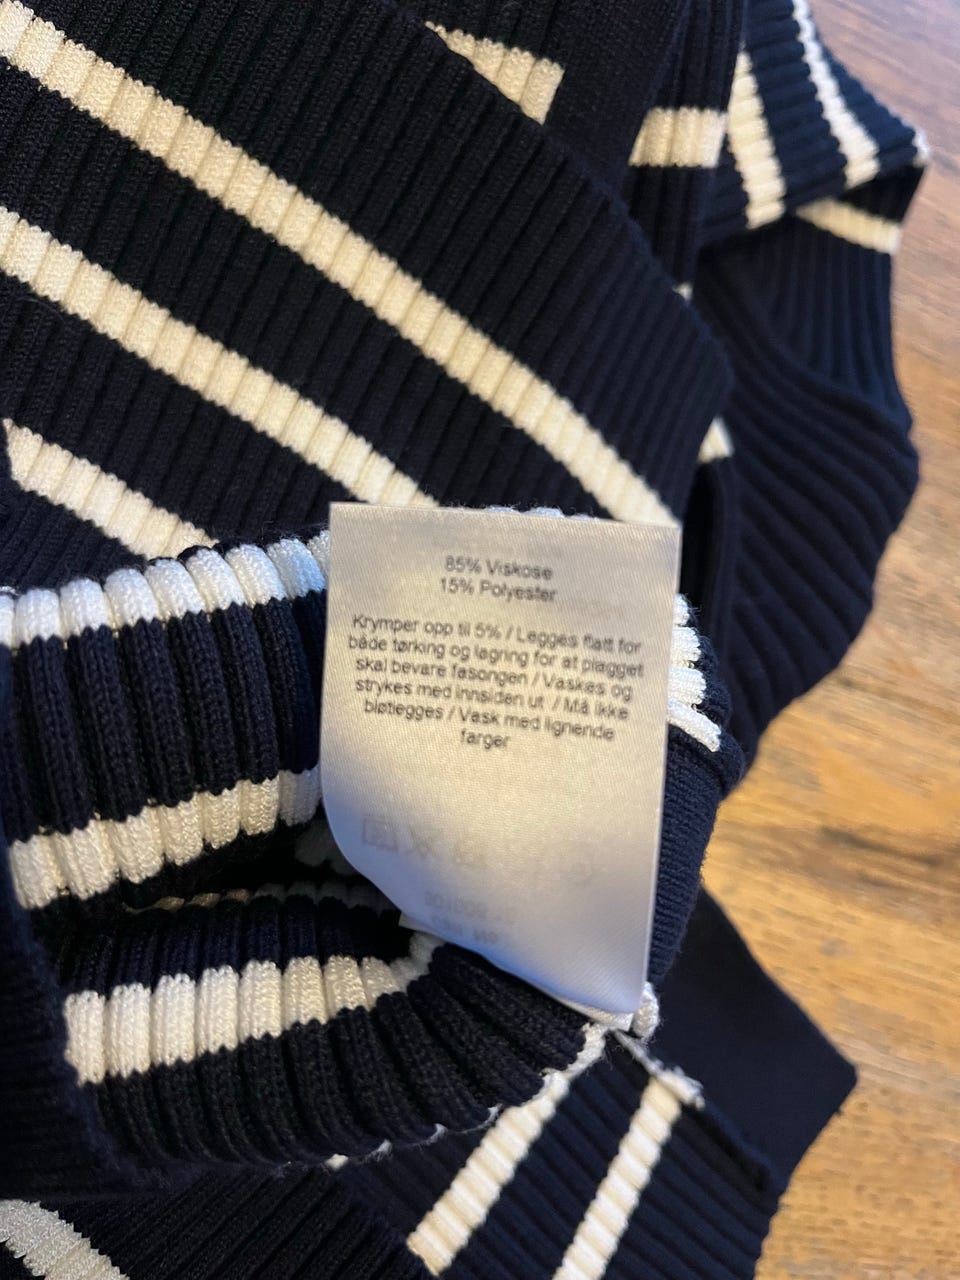 85% Viskose
15% Polyester
Krymper opp til 5% / Legges flatt for
både tørking og lagring for at plagget
skal bevare fasongen / Vaskes og
strykes med innsiden ut / Må ikke
bløtlegges / Vask med lignende
farger